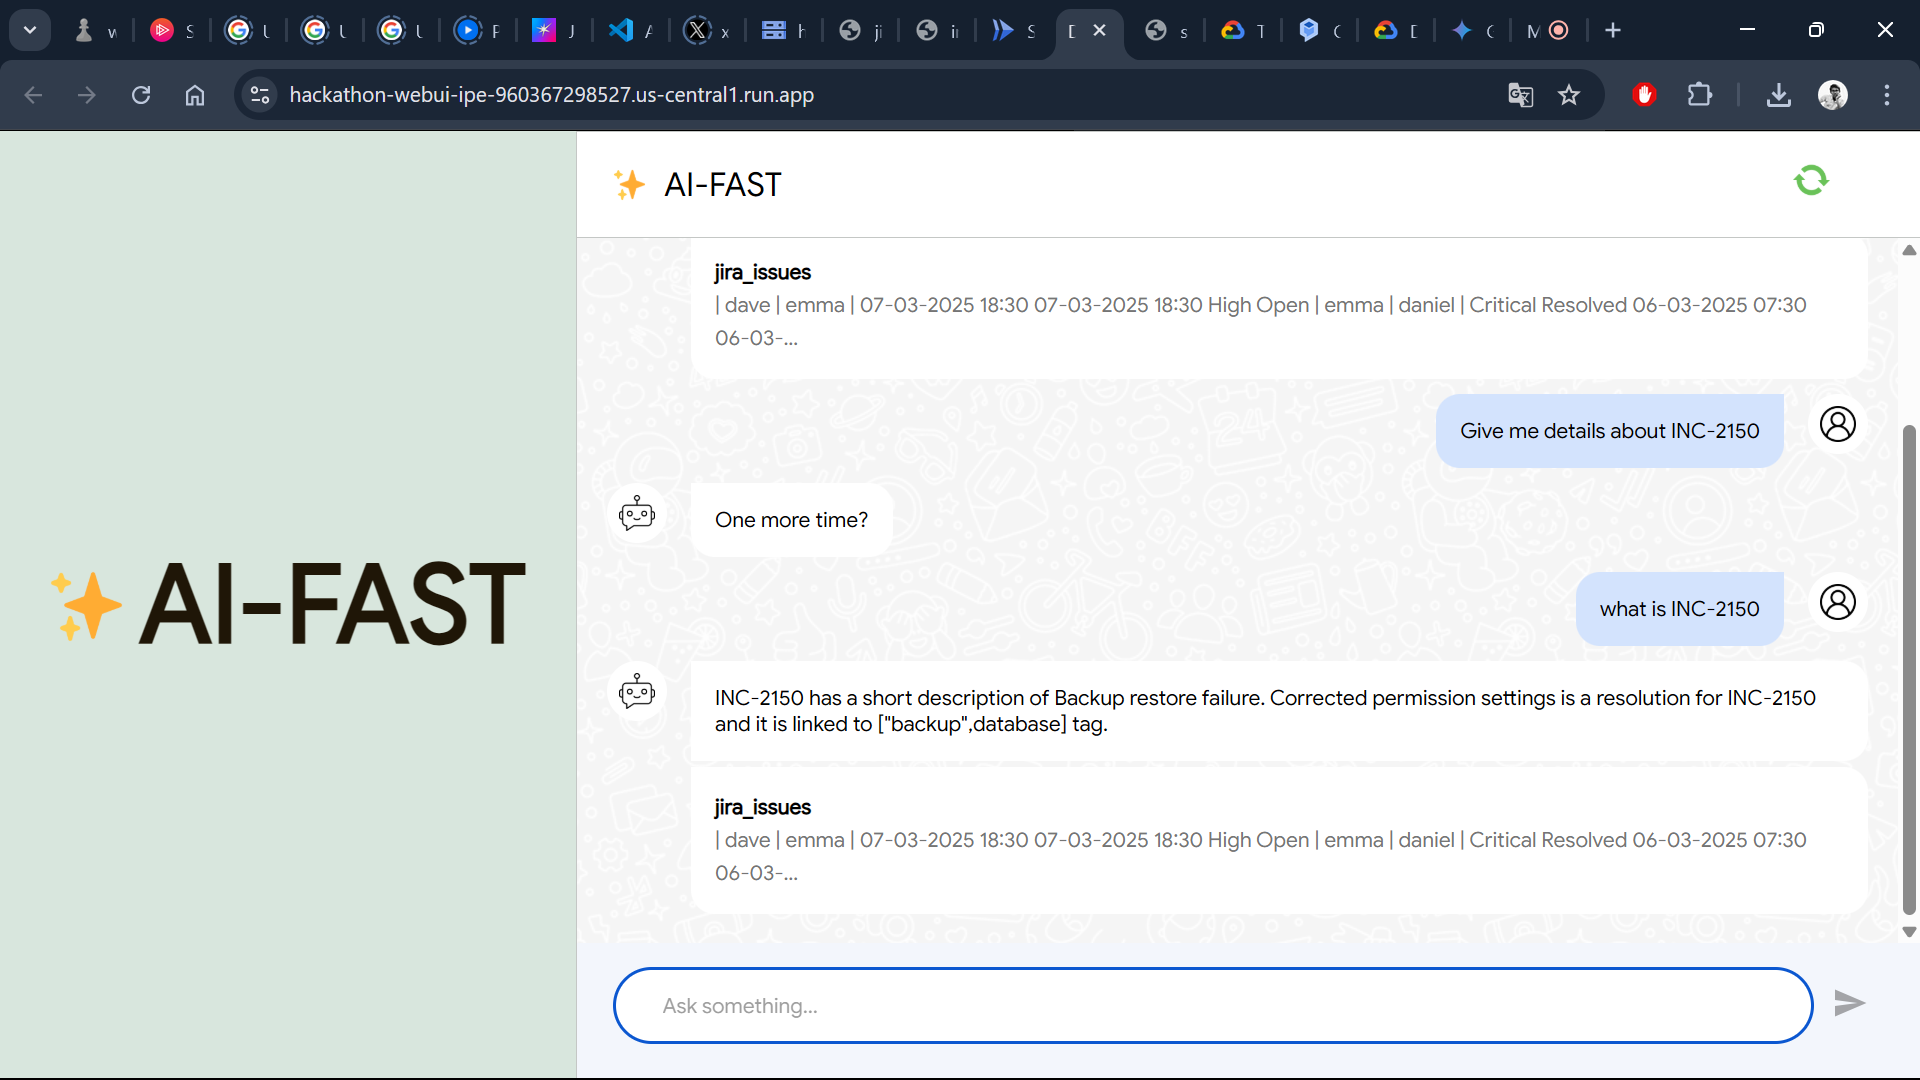 hackathon-webui-ipe-960367298527.us-central1.run.app
AI-FAST
AI-FAST
jira_issues
| dave | emma | 07-03-2025 18:30 07-03-2025 18:30 High Open | emma | daniel | Critical Resolved 06-03-2025 07:30
06-03-...
Give me details about INC-2150
One more time?
what is INC-2150
INC-2150 has a short description of Backup restore failure. Corrected permission settings is a resolution for INC-2150
and it is linked to ["backup",database] tag.
jira_issues
| dave | emma | 07-03-2025 18:30 07-03-2025 18:30 High Open | emma | daniel | Critical Resolved 06-03-2025 07:30
06-03-...
Ask something...